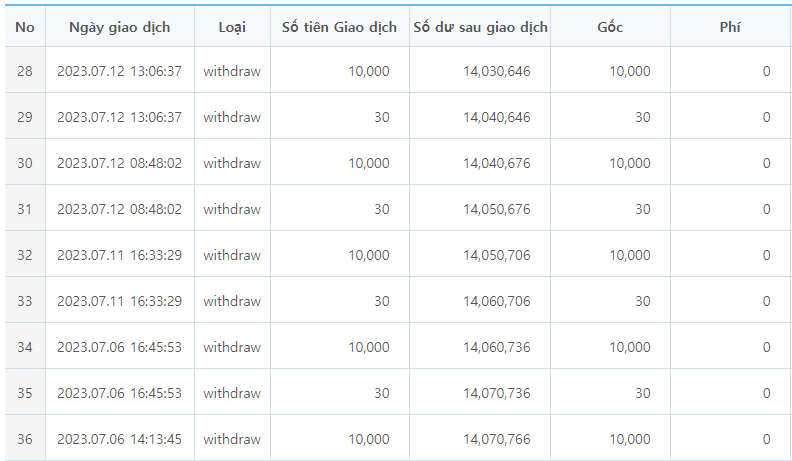 No Ngày giao dịch Loại Số tiên Giao dịch Số dư sau giao dịch Gốc Phí
28 2023.07.12 13:06:37 withdraw 10,000 14,030,646 10,000 0
29 2023.07.12 13:06:37 withdraw 30 14,040,646 30 0
30 2023.07.12 08:48:02 withdraw 10,000 14,040,676 10,000 0
31 2023.07.12 08:48:02 withdraw 30 14,050,676 30 0
32 2023.07.11 16:33:29 withdraw 10,000 14,050,706 10,000 0
33 2023.07.11 16:33:29 withdraw 30 14,060,706 30 0
34 2023.07.06 16:45:53 withdraw 10,000 14,060,736 10,000 0
35 2023.07.06 16:45:53 withdraw 30 14,070,736 30 0
36 2023.07.06 14:13:45 withdraw 10,000 14,070,766 10,000 0